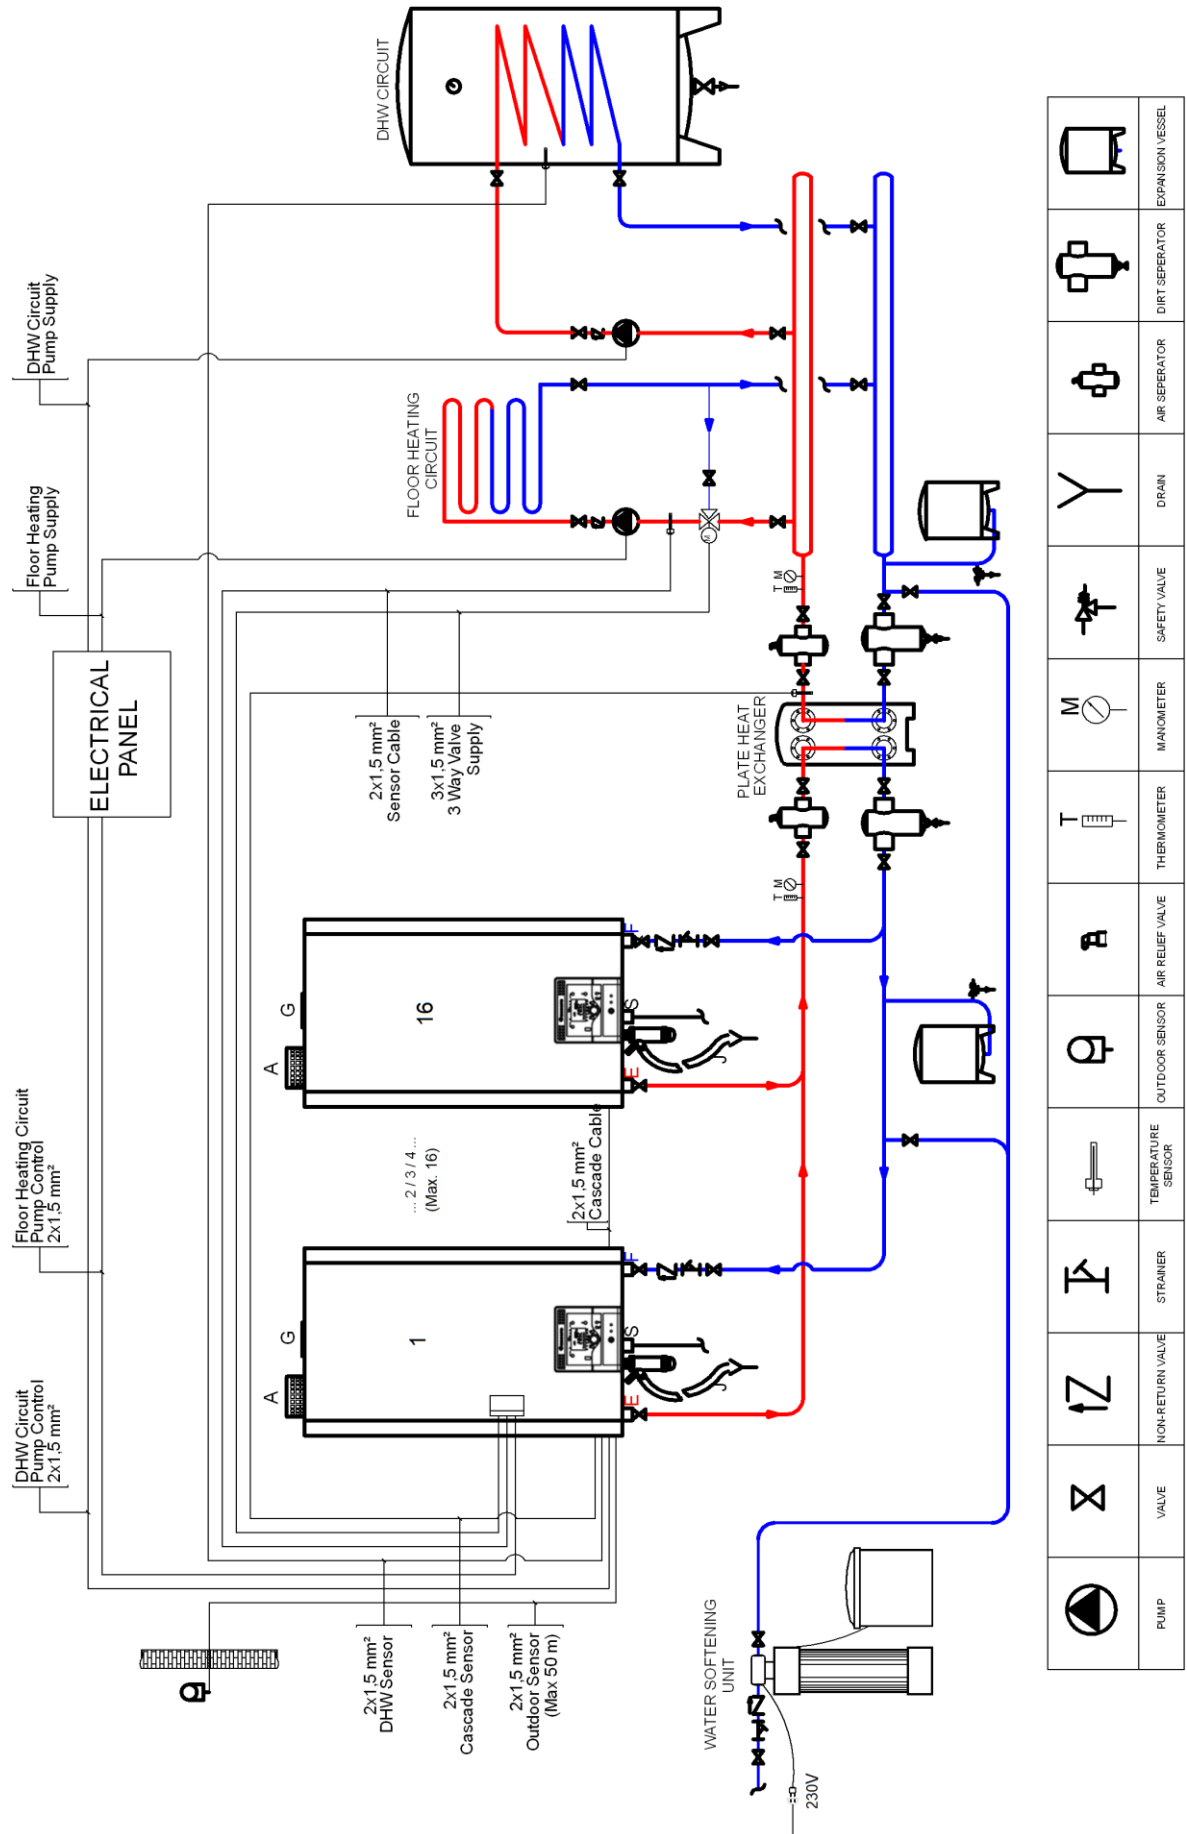 DHW Circuit
Pump Supply
Floor Heating
Pump Supply
ELECTRICAL
PANEL
Floor Heating Circuit
Pump Control
2x1,5 mm²
DHW Circuit
Pump Control
2x1,5 mm²
DHW CIRCUIT
FLOOR HEATING
CIRCUIT
M
2x1,5 mm²
Sensor Cable
3x1,5 mm²
3 Way Valve
Supply
PLATE HEAT
EXCHANGER
T M
T M
A
G
16
E
S
F
J
... 2 / 3 / 4 ...
(Max. 16)
2x1,5 mm²
Cascade Cable
A
G
1
E
S
F
J
2x1,5 mm²
DHW Sensor
2x1,5 mm²
Cascade Sensor
2x1,5 mm²
Outdoor Sensor
(Max 50 m)
WATER SOFTENING
UNIT
230V
PUMP
VALVE
NON-RETURN VALVE
STRAINER
TEMPERATURE
SENSOR
OUTDOOR SENSOR
AIR RELIEF VALVE
T
THERMOMETER
M
MANOMETER
SAFETY VALVE
DRAIN
AIR SEPERATOR
DIRT SEPERATOR
EXPANSION VESSEL